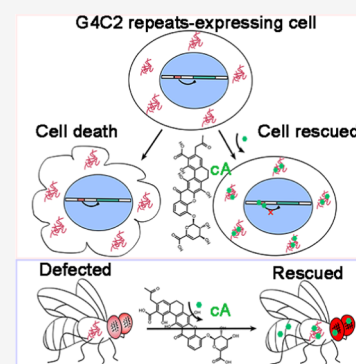 G4C2 repeats-expressing cell
Cell death
Cell rescued
cA
Defected
Rescued
cA